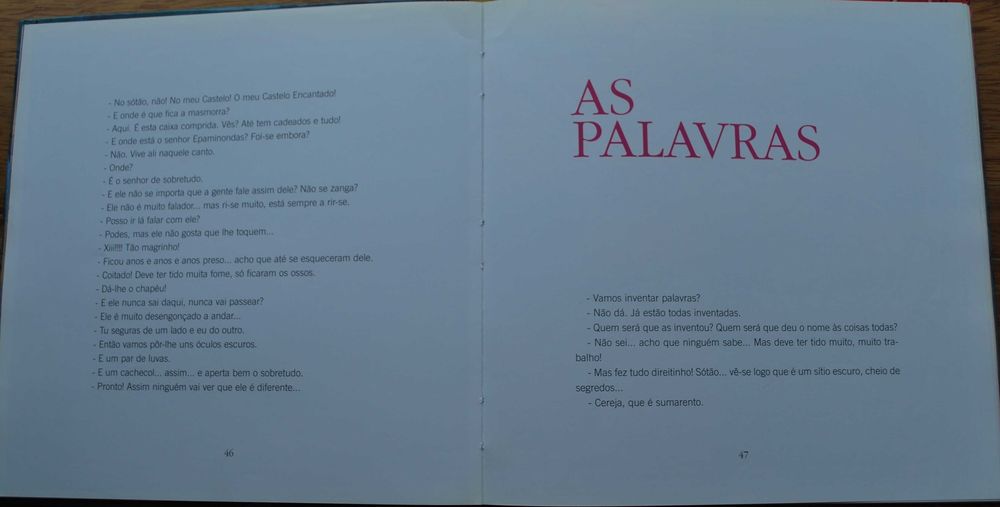 - No sótão, não! No meu Castelo! O meu Castelo Encantado!
- E onde é que fica a masmorra?
- Aqui. É esta caixa comprida. Vês? Até tem cadeados e tudo!
- E onde está o senhor Epaminondas? Foi-se embora?
- Não. Vive ali naquele canto.
- Onde?
- É o senhor de sobretudo.
- E ele não se importa que a gente fale assim dele? Não se zanga?
- Ele não é muito falador... mas ri-se muito, está sempre a rir-se.
- Posso ir lá falar com ele?
- Podes, mas ele não gosta que lhe toquem...
- Xiii!!!! Tão magrinho!
- Ficou anos e anos e anos preso... acho que até se esqueceram dele.
- Coitado! Deve ter tido muita fome, só ficaram os ossos.
- Dá-lhe o chapéu!
- E ele nunca sai daqui, nunca vai passear?
- Ele é muito desengonçado a andar...
- Tu seguras de um lado e eu do outro.
- Então vamos pôr-lhe uns óculos escuros.
- E um par de luvas.
- E um cachecol... assim... e aperta bem o sobretudo.
- Pronto! Assim ninguém vai ver que ele é diferente...
46
AS
PALAVRAS
- Vamos inventar palavras?
- Não dá. Já estão todas inventadas.
- Quem será que as inventou? Quem será que deu o nome às coisas todas?
- Não sei... acho que ninguém sabe... Mas deve ter tido muito, muito tra-
balho!
- Mas fez tudo direitinho! Sótão... vê-se logo que é um sítio escuro, cheio de
segredos...
- Cereja, que é sumarento.
47